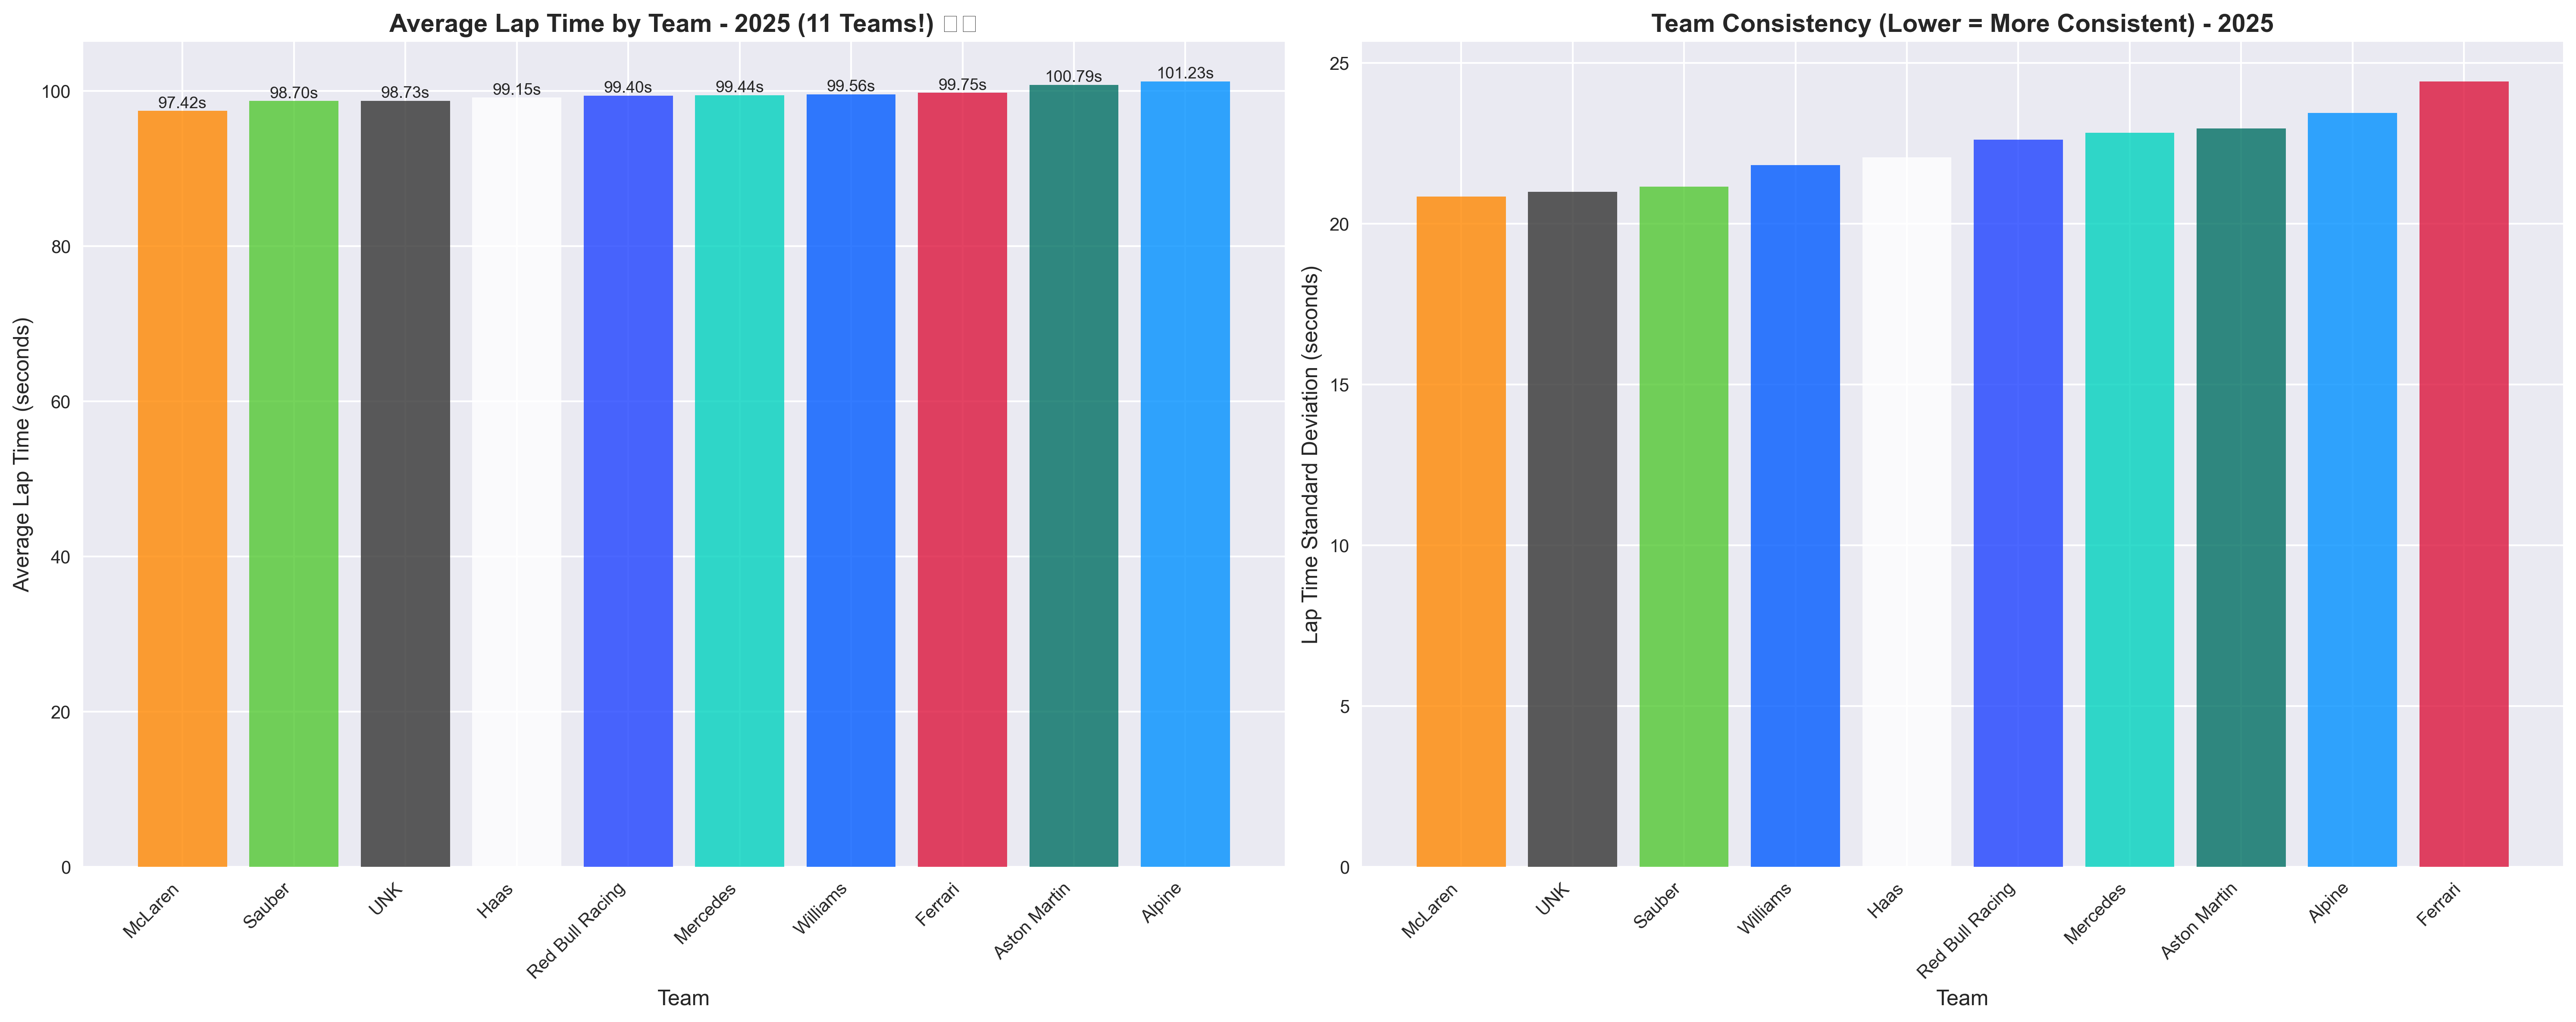 Average Lap Time by Team - 2025 (11 Teams!)
Average Lap Time (seconds)
100
80
60
40
20
0
97.42s
98.70s
98.73s
99.15s
99.40s
99.44s
99.56s
99.75s
100.79s
101.23s
McLaren
Sauber
UNK
Haas
Red Bull Racing
Mercedes
Williams
Ferrari
Aston Martin
Alpine
Team
Team Consistency (Lower = More Consistent) - 2025
Lap Time Standard Deviation (seconds)
25
20
15
10
5
0
McLaren
UNK
Sauber
Williams
Haas
Red Bull Racing
Mercedes
Aston Martin
Alpine
Ferrari
Team